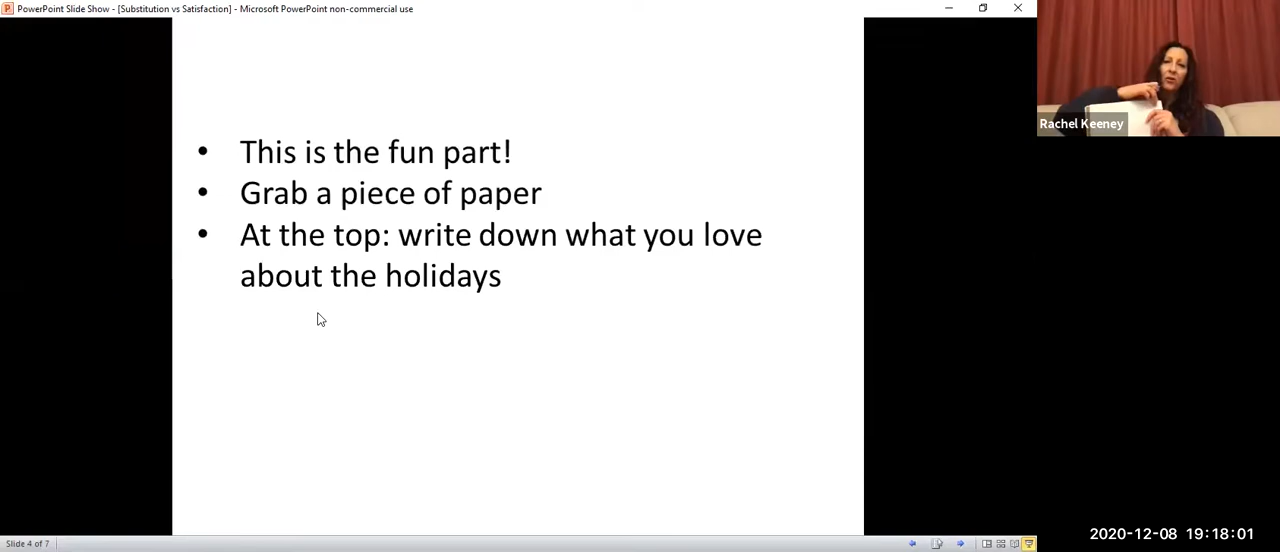 PowerPoint Slide Show - [Substitution vs Satisfaction] - Microsoft PowerPoint non-commercial use
Rachel Keeney
• This is the fun part!
• Grab a piece of paper
• At the top: write down what you love
about the holidays
2020-12-08 19:18:01
Slide 4 of 7